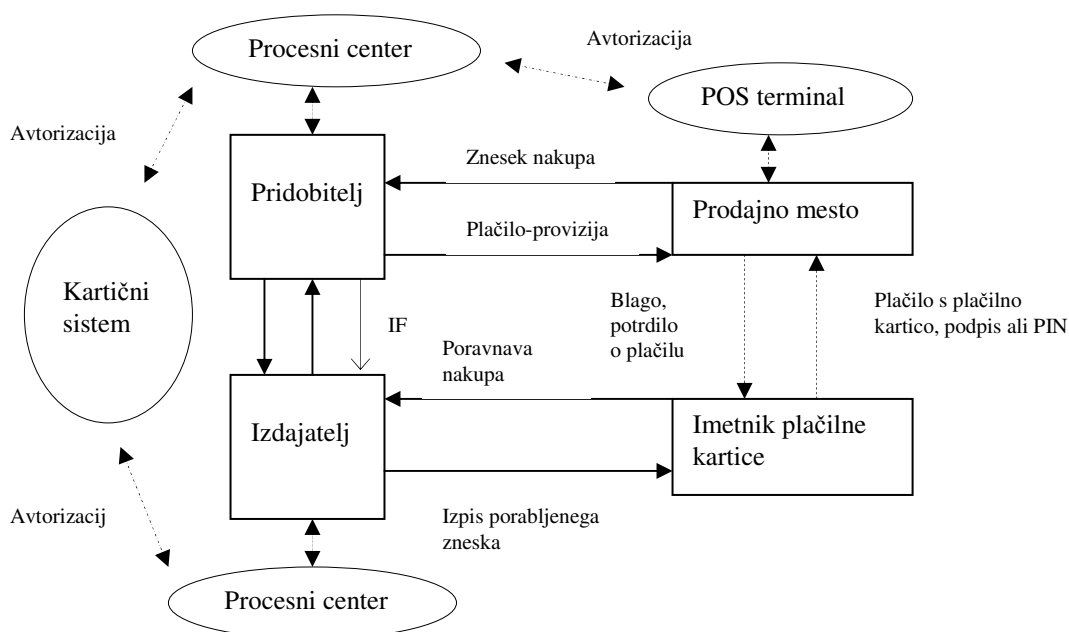 Procesni center
Avtorizacija
POS terminal
Avtorizacija
Znesek nakupa
Pridobitelj
Prodajno mesto
Plačilo-provizija
Kartični
sistem
IF
Blago,
potrdilo
o plačilu
Plačilo s plačilno
kartico, podpis ali PIN
Poravnava
nakupa
Izdajatelj
Imetnik plačilne
kartice
Avtorizacij
Izpis porabljenega
zneska
Procesni center